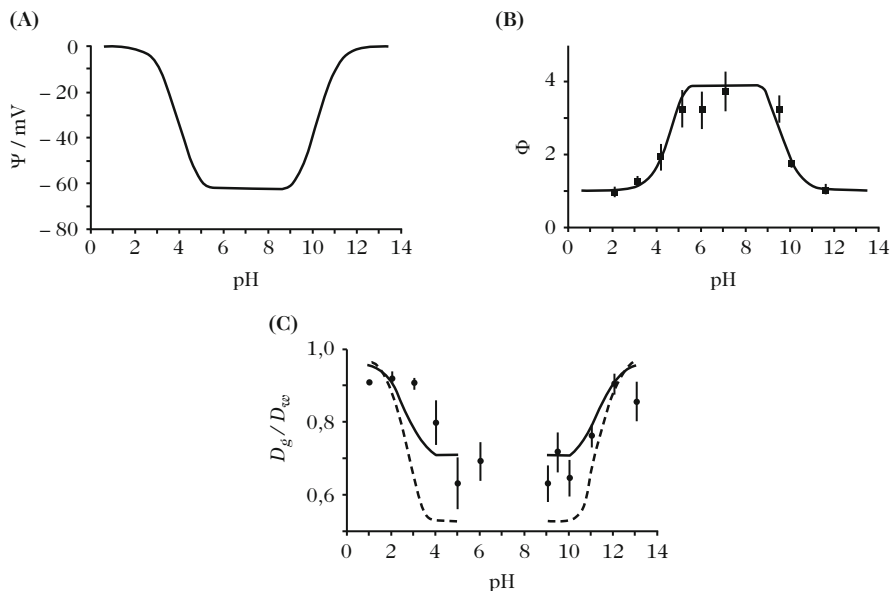 (A)
0
– 20
– 40
– 60
– 80
Ψ / mV
0 2 4 6 8 10 12 14
pH
(B)
4
2
0
Φ
0 2 4 6 8 10 12 14
pH
(C)
1,0
0,8
0,6
D_g / D_w
0 2 4 6 8 10 12 14
pH